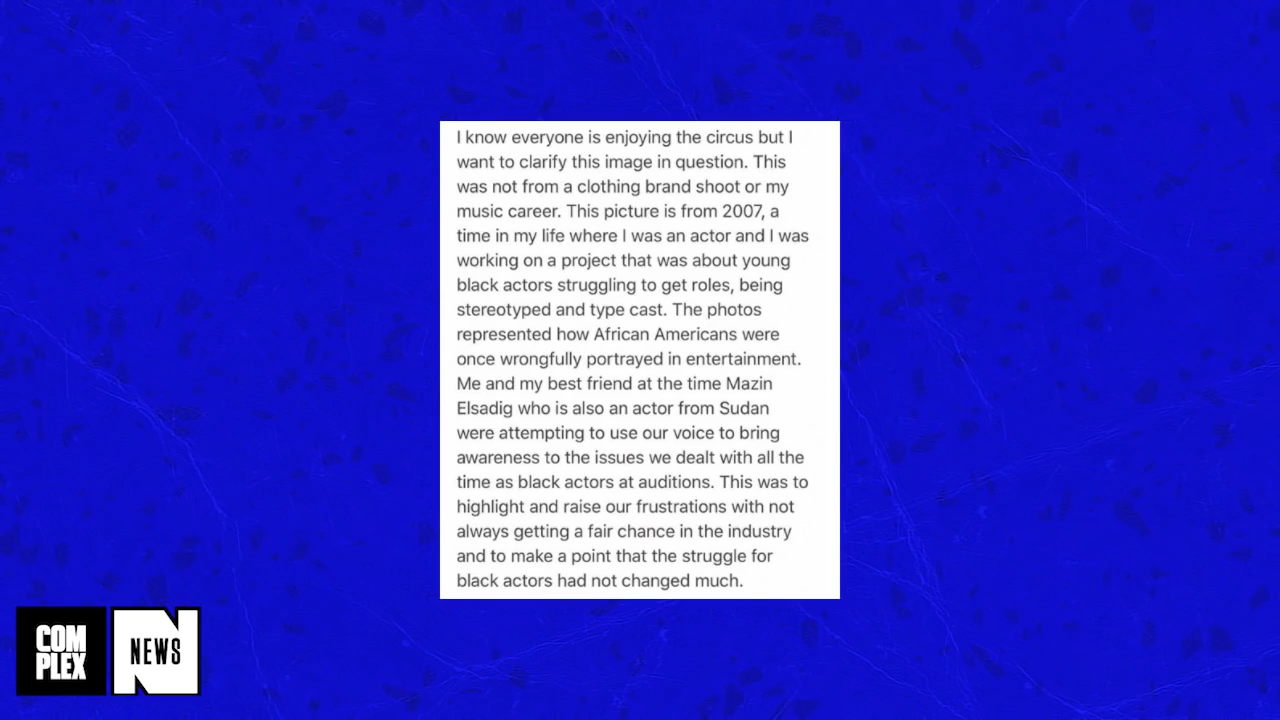 I know everyone is enjoying the circus but I
want to clarify this image in question. This
was not from a clothing brand shoot or my
music career. This picture is from 2007, a
time in my life where I was an actor and I was
working on a project that was about young
black actors struggling to get roles, being
stereotyped and type cast. The photos
represented how African Americans were
once wrongfully portrayed in entertainment.
Me and my best friend at the time Mazin
Elsadig who is also an actor from Sudan
were attempting to use our voice to bring
awareness to the issues we dealt with all the
time as black actors at auditions. This was to
highlight and raise our frustrations with not
always getting a fair chance in the industry
and to make a point that the struggle for
black actors had not changed much.
COM
PLEX
N
NEWS